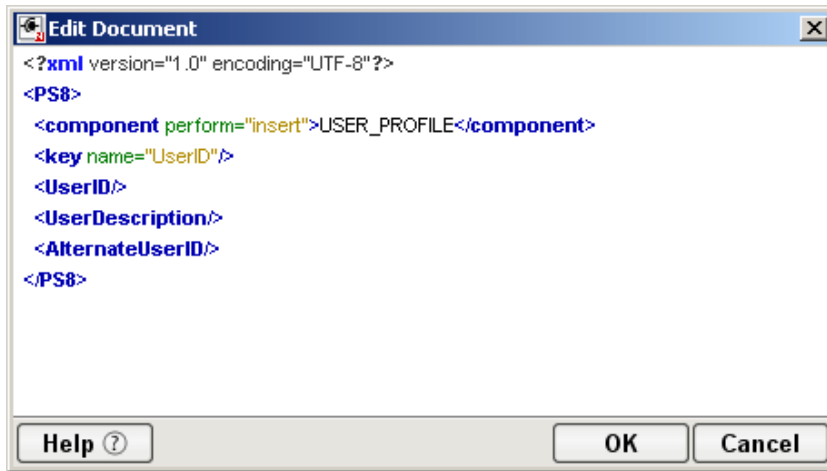 Edit Document
<?xml version="1.0" encoding="UTF-8"?>
<PS8>
<component perform="insert">USER_PROFILE</component>
<key name="UserID"/>
<UserID/>
<UserDescription/>
<AlternateUserID/>
</PS8>
Help ? OK Cancel